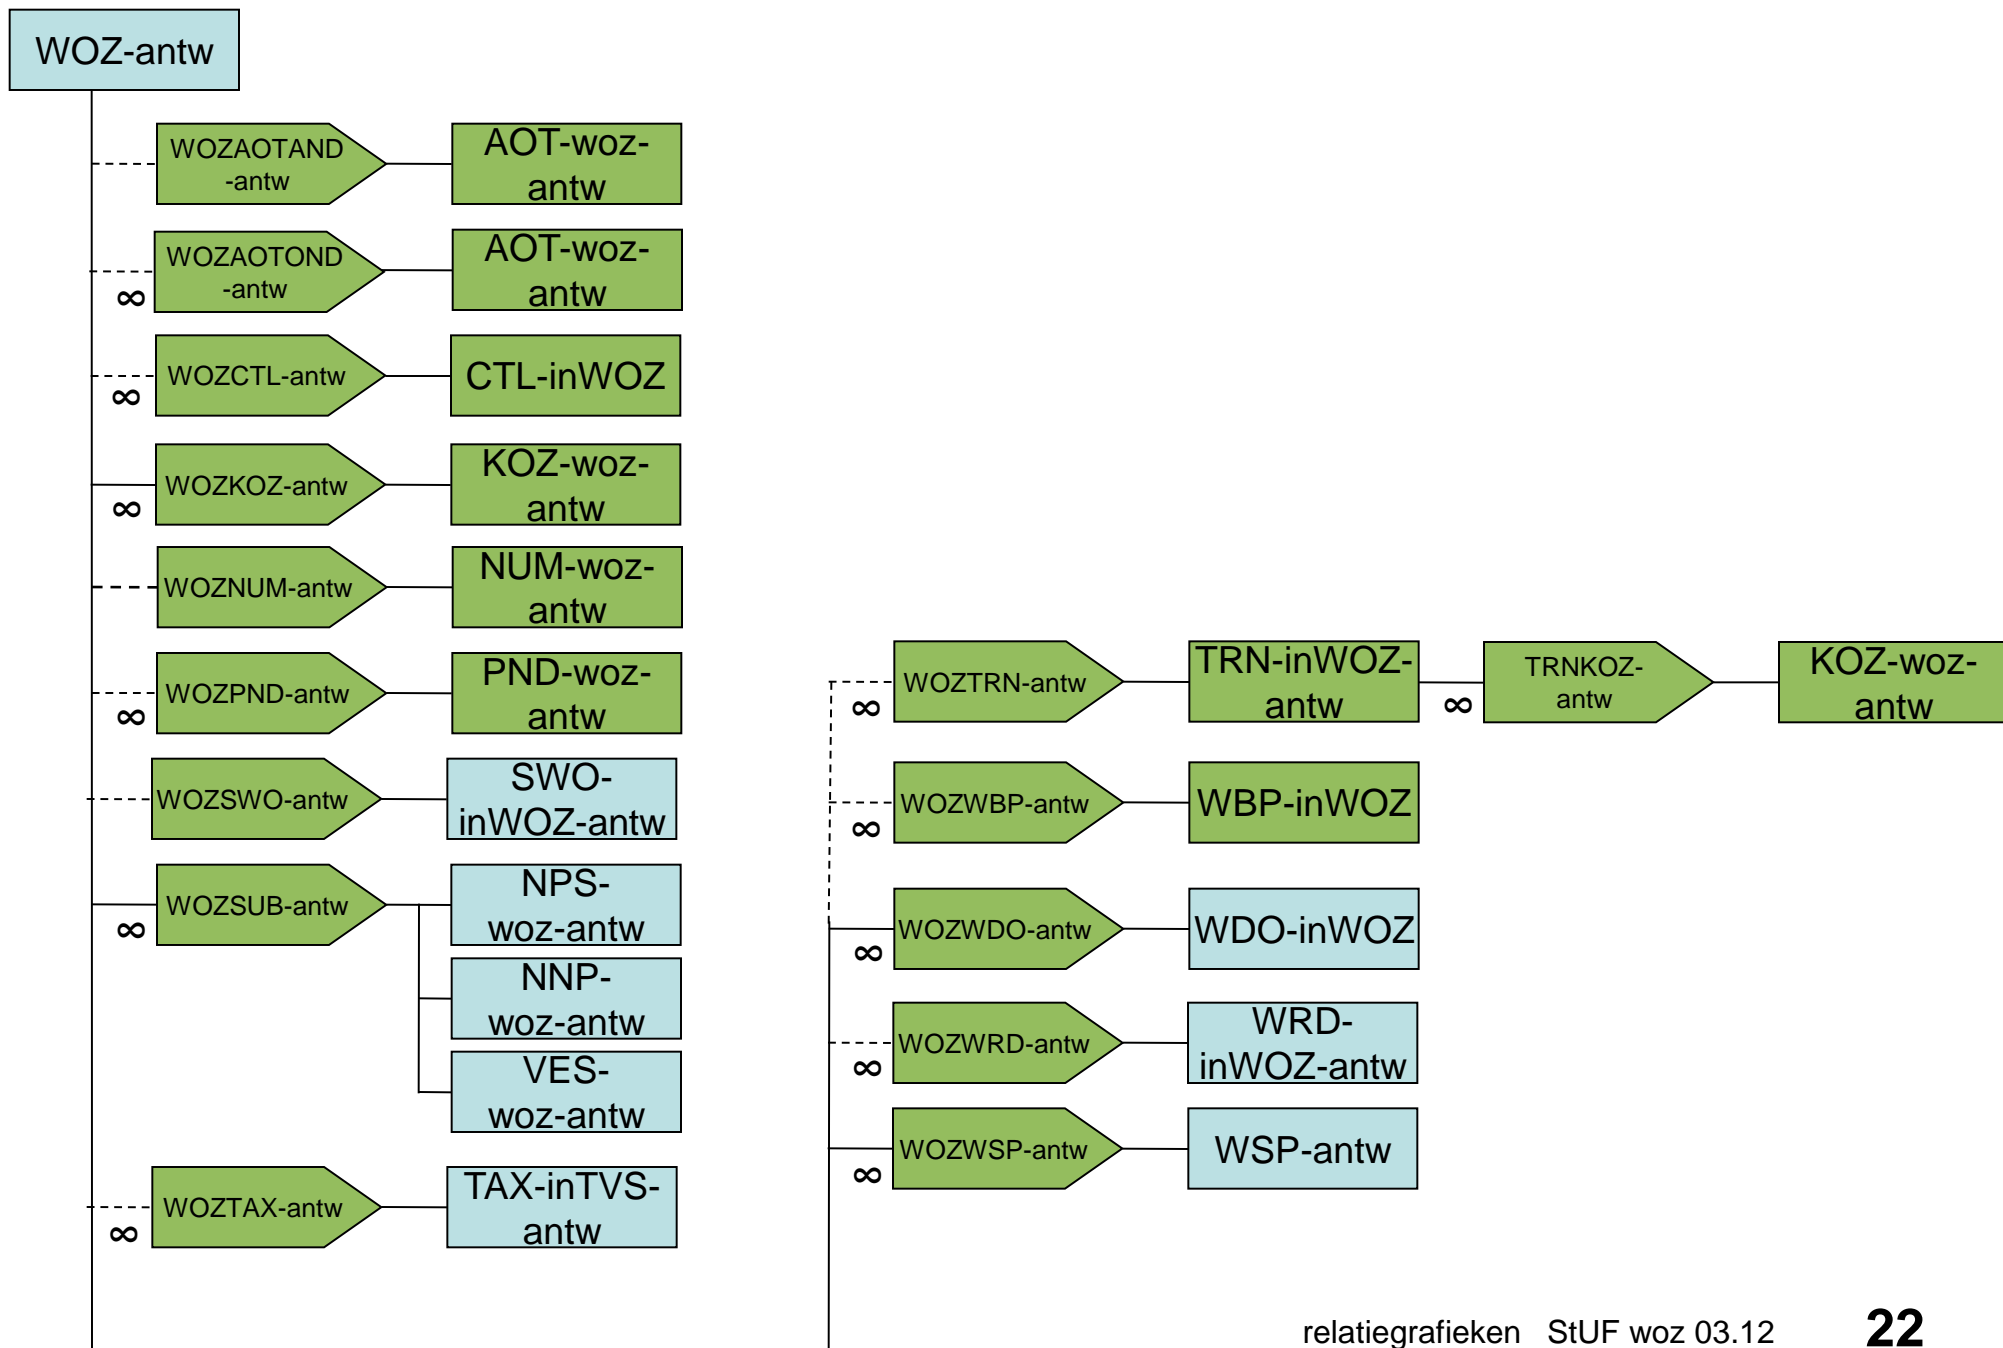 WOZ-antw
WOZAOTAND
-antw
AOT-woz-
antw
WOZAOTOND
-antw
∞
AOT-woz-
antw
WOZCTL-antw
∞
CTL-inWOZ
WOZKOZ-antw
∞
KOZ-woz-
antw
WOZNUM-antw
NUM-woz-
antw
WOZPND-antw
∞
PND-woz-
antw
WOZSWO-antw
SWO-
inWOZ-antw
WOZSUB-antw
∞
NPS-
woz-antw
NNP-
woz-antw
VES-
woz-antw
WOZTAX-antw
∞
TAX-inTVS-
antw
WOZTRN-antw
∞
TRN-inWOZ-
antw
∞
TRNKOZ-
antw
KOZ-woz-
antw
WOZWBP-antw
∞
WBP-inWOZ
WOZWDO-antw
∞
WDO-inWOZ
WOZWRD-antw
∞
WRD-
inWOZ-antw
WOZWSP-antw
∞
WSP-antw
relatiegrafieken StUF woz 03.12 22